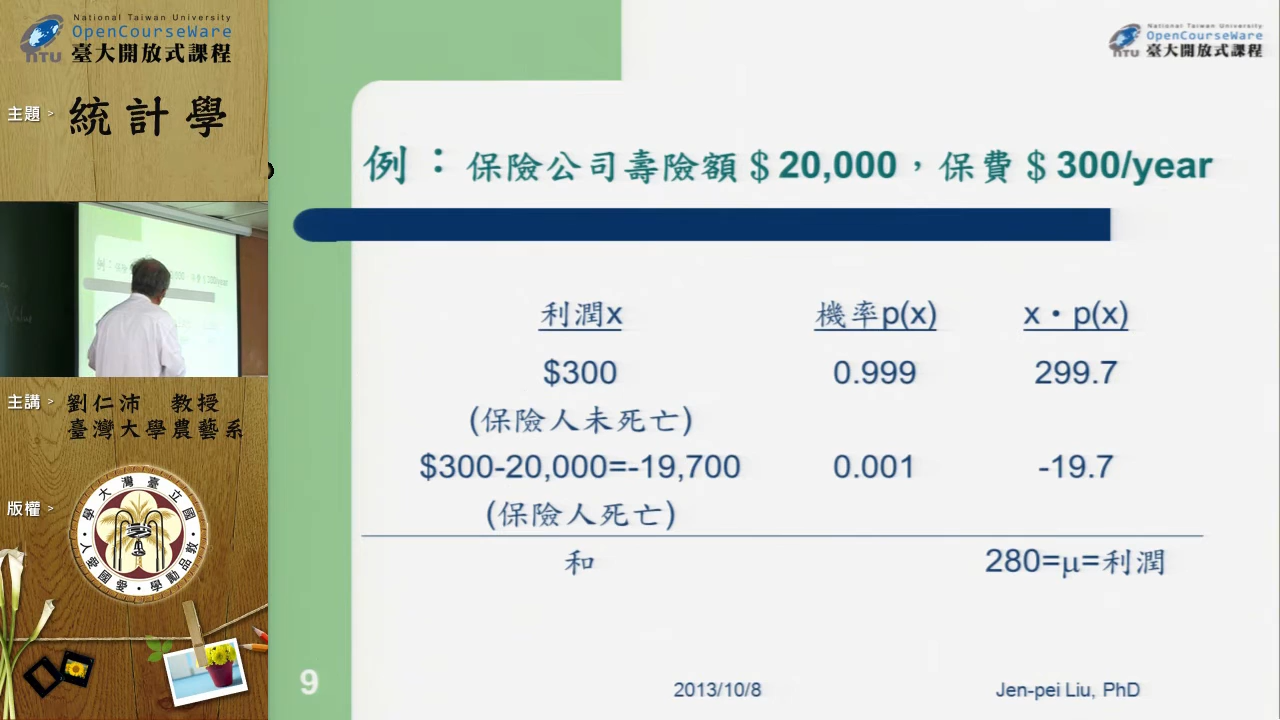 National Taiwan University
OpenCourseWare
NTU
臺大開放式課程
主題 >
統計學
主講 >
劉仁沛 教授
臺灣大學農藝系
版權 >
National Taiwan University
OpenCourseWare
NTU
臺大開放式課程
例：保險公司壽險額＄20,000，保費＄300/year
利潤x 機率p(x) x・p(x)
$300 0.999 299.7
(保險人未死亡)
$300-20,000=-19,700 0.001 -19.7
(保險人死亡)
和 280=μ=利潤
9
2013/10/8
Jen-pei Liu, PhD